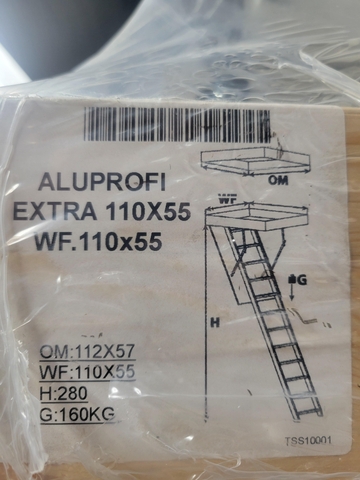 ALUPROFI
EXTRA 110X55
WF.110x55
OM
WF
G
H
OM:112X57
WF:110X55
H:280
G:160KG
TSS10001